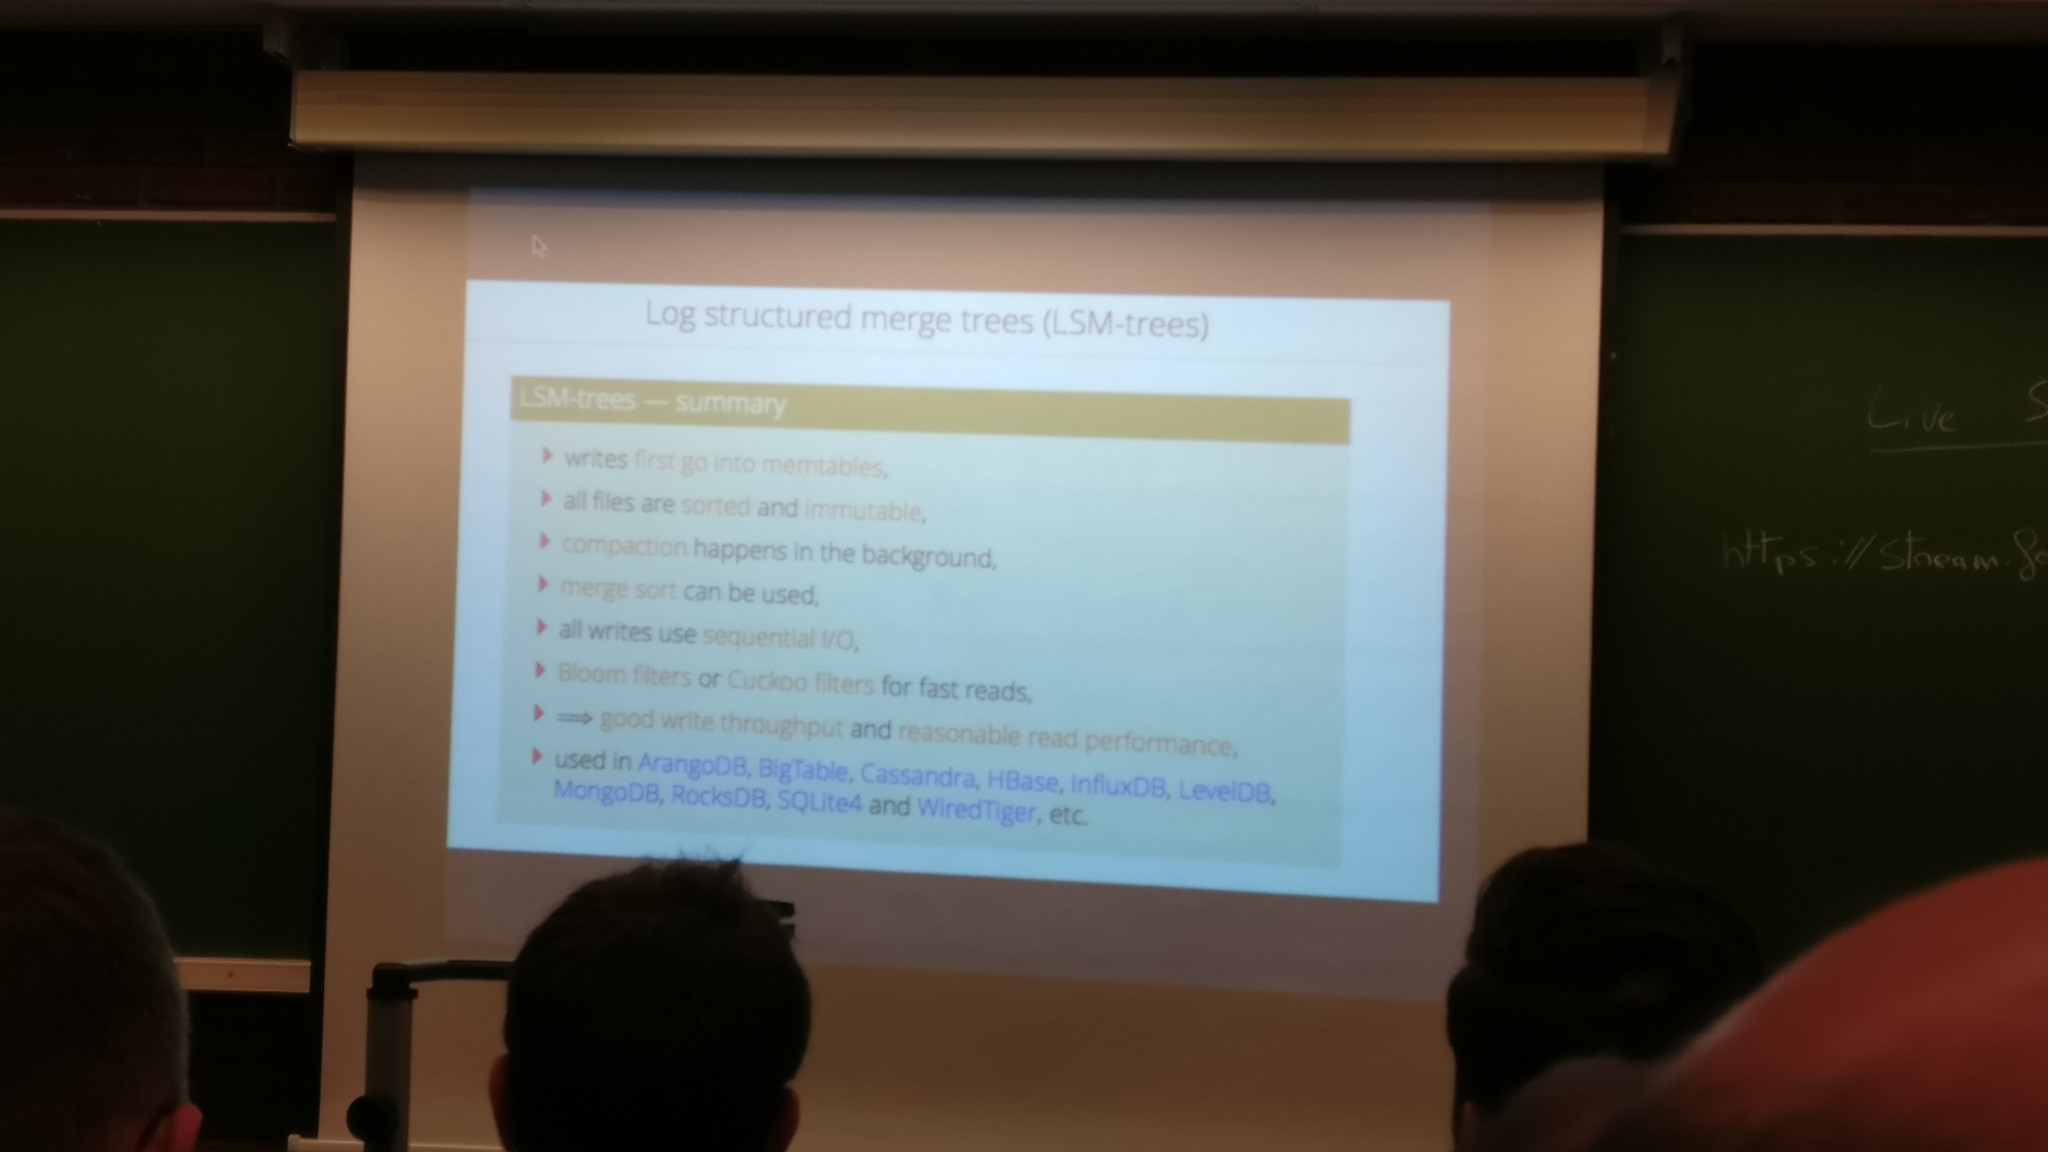 Log structured merge trees (LSM-trees)
LSM-trees — summary
writes first go into memtables,
all files are sorted and immutable,
compaction happens in the background,
merge sort can be used,
all writes use sequential I/O,
Bloom filters or Cuckoo filters for fast reads,
⟹ good write throughput and reasonable read performance,
used in ArangoDB, BigTable, Cassandra, HBase, InfluxDB, LevelDB,
MongoDB, RocksDB, SQLite4 and WiredTiger, etc.
Live
https://stream.